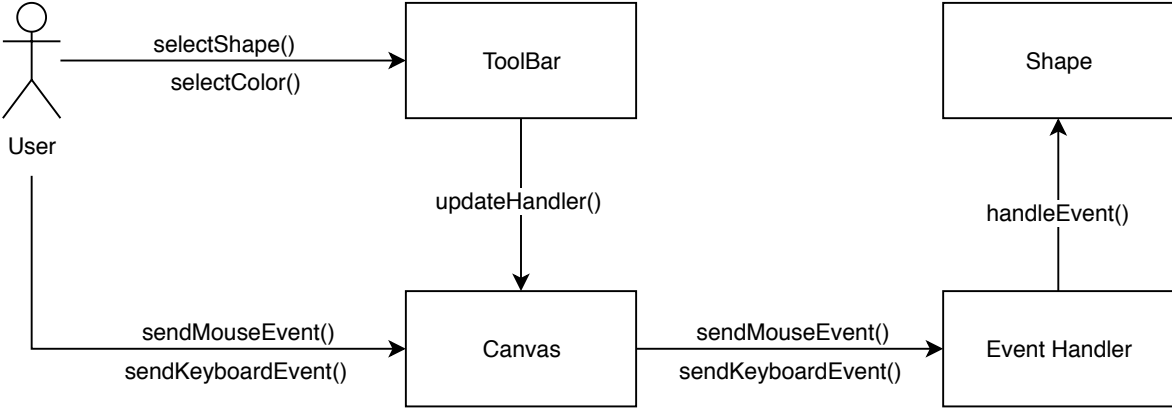 selectShape()
selectColor()
ToolBar
Shape
User
updateHandler()
handleEvent()
sendMouseEvent()
sendKeyboardEvent()
Canvas
sendMouseEvent()
sendKeyboardEvent()
Event Handler